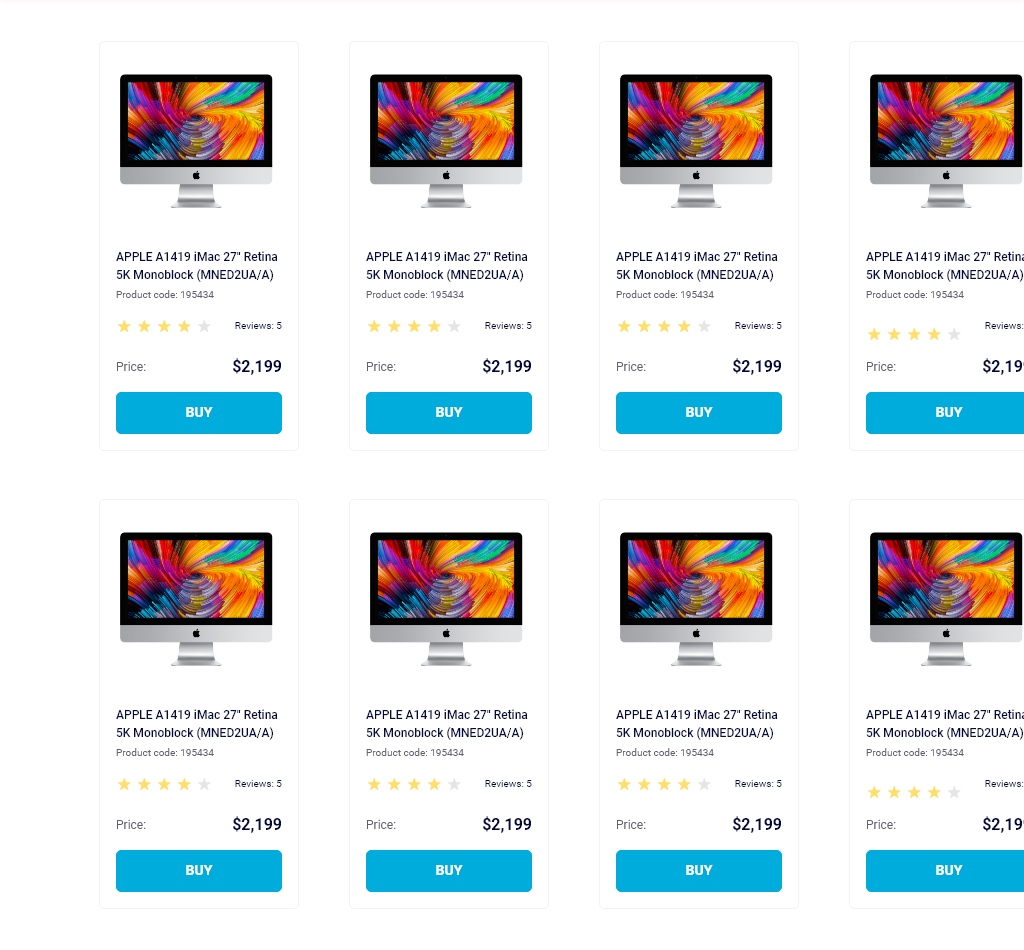 APPLE A1419 iMac 27" Retina
5K Monoblock (MNED2UA/A)
Product code: 195434
Reviews: 5
Price: $2,199
BUY
APPLE A1419 iMac 27" Retina
5K Monoblock (MNED2UA/A)
Product code: 195434
Reviews: 5
Price: $2,199
BUY
APPLE A1419 iMac 27" Retina
5K Monoblock (MNED2UA/A)
Product code: 195434
Reviews: 5
Price: $2,199
BUY
APPLE A1419 iMac 27" Retina
5K Monoblock (MNED2UA/A)
Product code: 195434
Reviews:
Price: $2,19
BUY
APPLE A1419 iMac 27" Retina
5K Monoblock (MNED2UA/A)
Product code: 195434
Reviews: 5
Price: $2,199
BUY
APPLE A1419 iMac 27" Retina
5K Monoblock (MNED2UA/A)
Product code: 195434
Reviews: 5
Price: $2,199
BUY
APPLE A1419 iMac 27" Retina
5K Monoblock (MNED2UA/A)
Product code: 195434
Reviews: 5
Price: $2,199
BUY
APPLE A1419 iMac 27" Retina
5K Monoblock (MNED2UA/A)
Product code: 195434
Reviews:
Price: $2,19
BUY